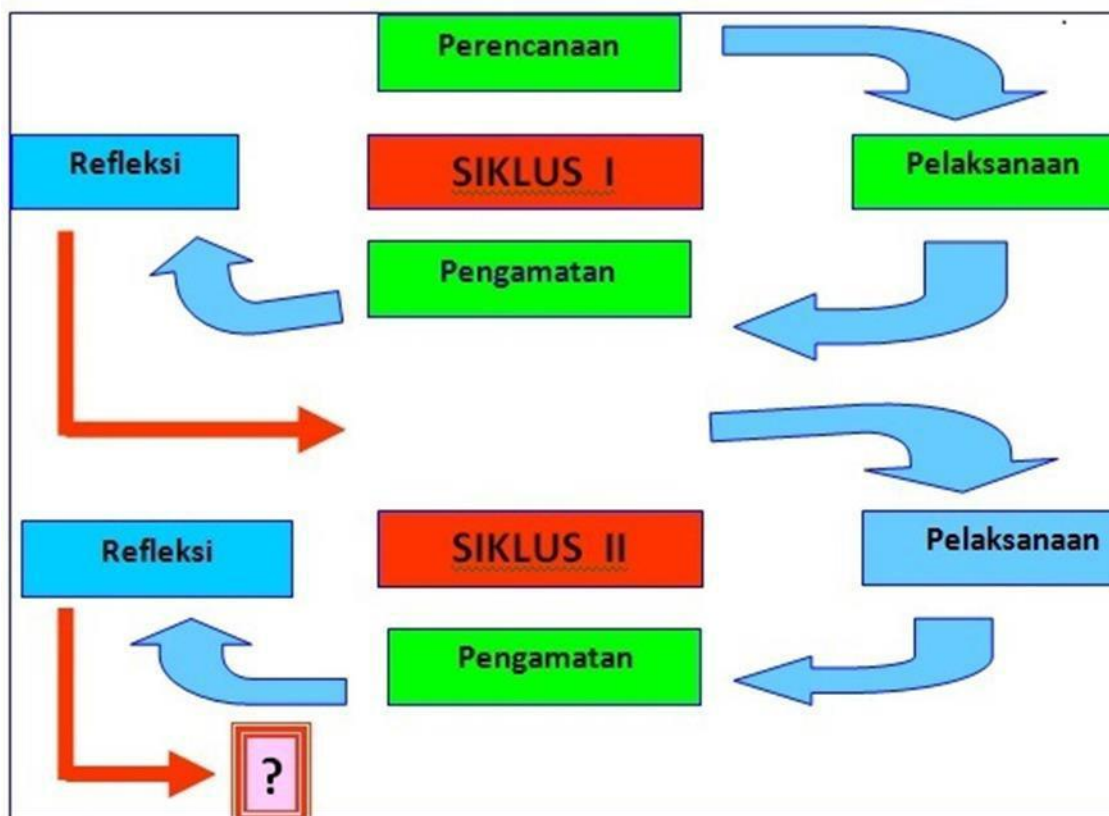 Perencanaan
Refleksi
SIKLUS I
Pelaksanaan
Pengamatan
Refleksi
SIKLUS II
Pelaksanaan
Pengamatan
?